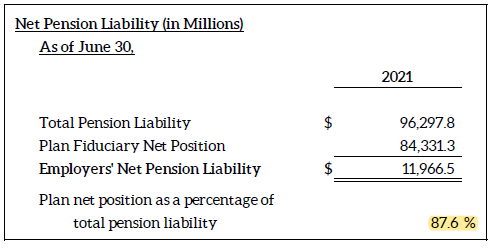 Net Pension Liability (in Millions)
As of June 30,
2021
Total Pension Liability $ 96,297.8
Plan Fiduciary Net Position 84,331.3
Employers' Net Pension Liability $ 11,966.5
Plan net position as a percentage of
total pension liability 87.6 %